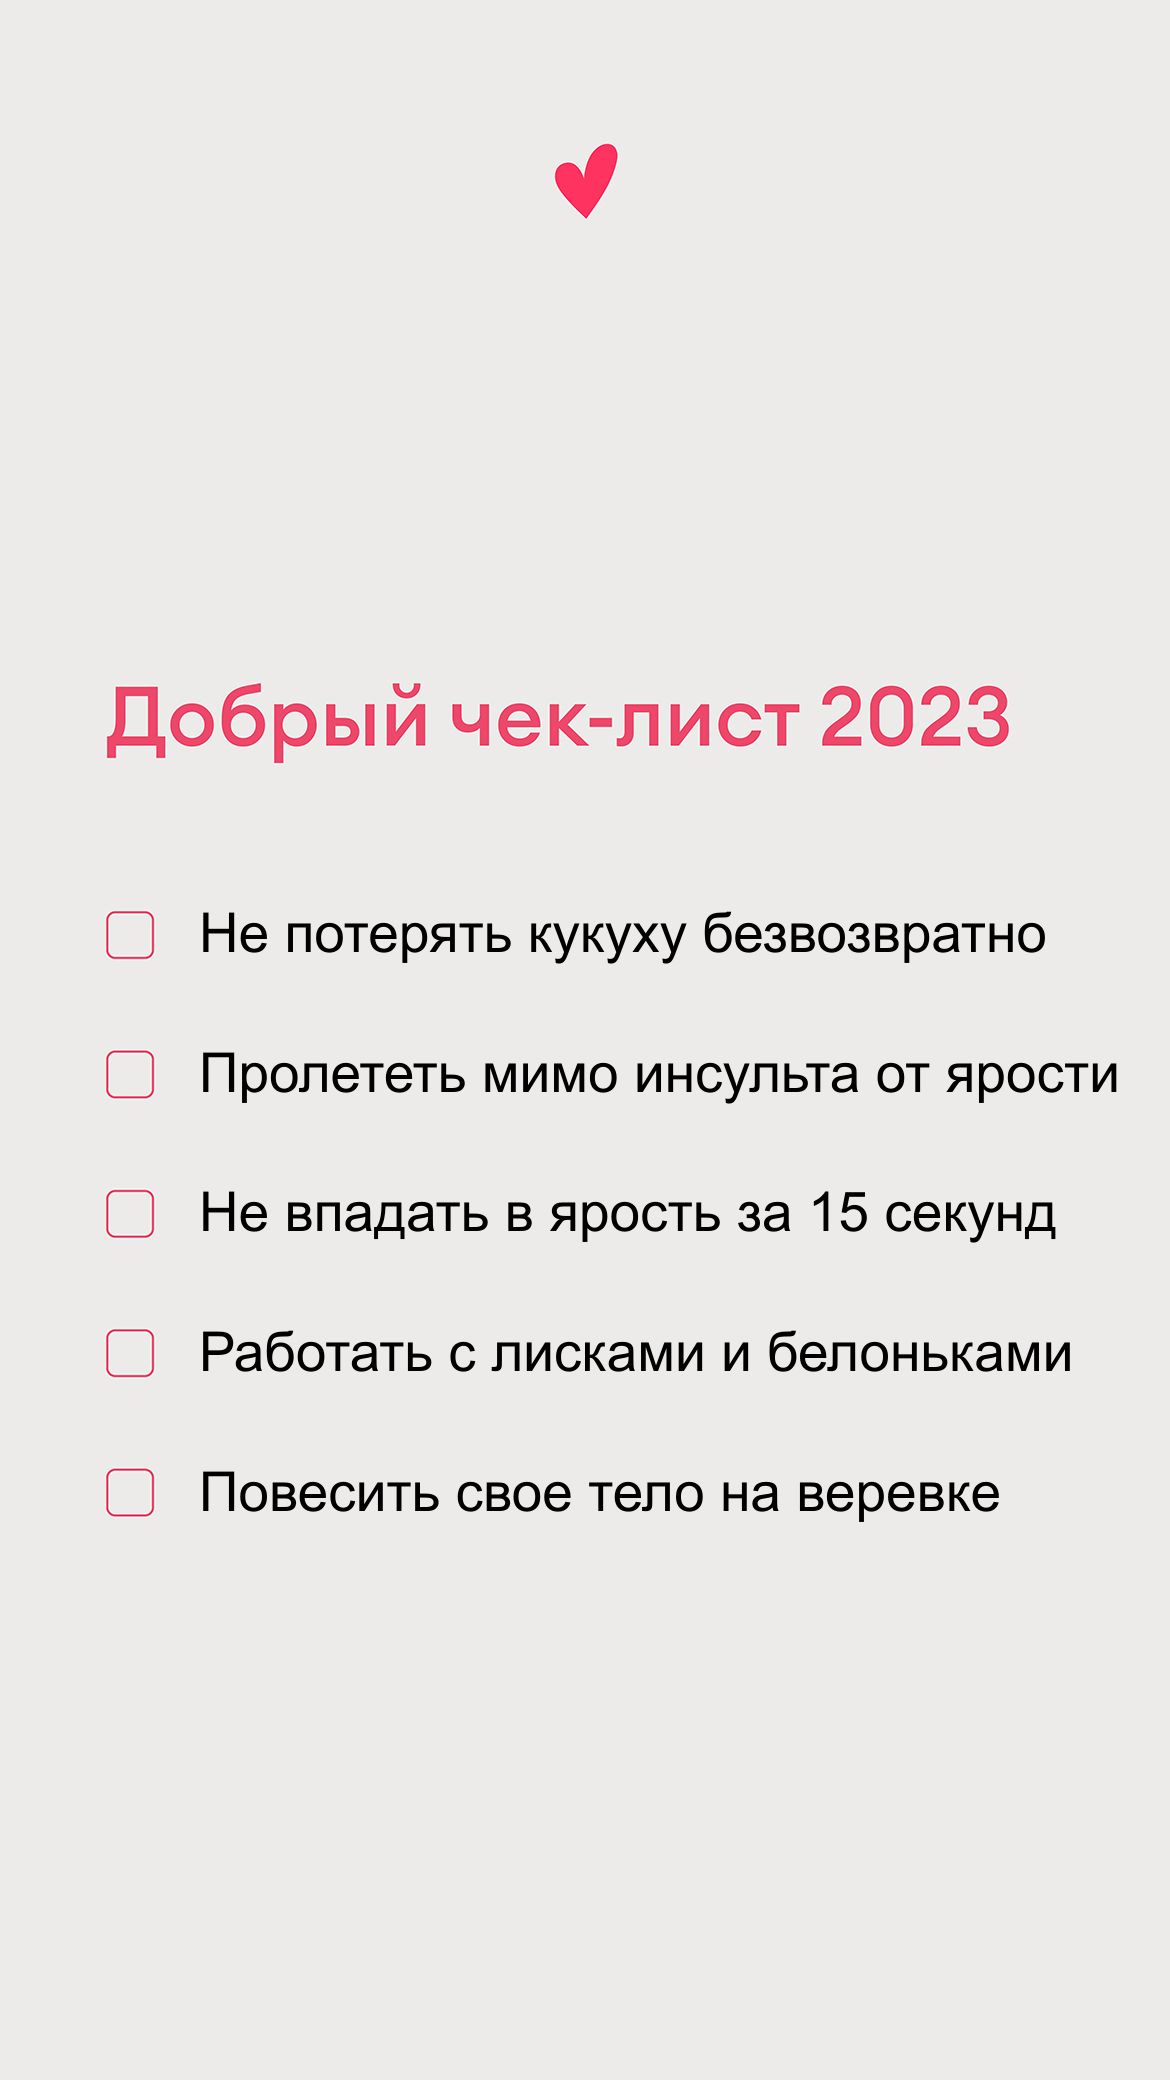 Добрый чек-лист 2023
Не потерять кукуху безвозвратно
Пролететь мимо инсульта от ярости
Не впадать в ярость за 15 секунд
Работать с лисками и белоньками
Повесить свое тело на веревке